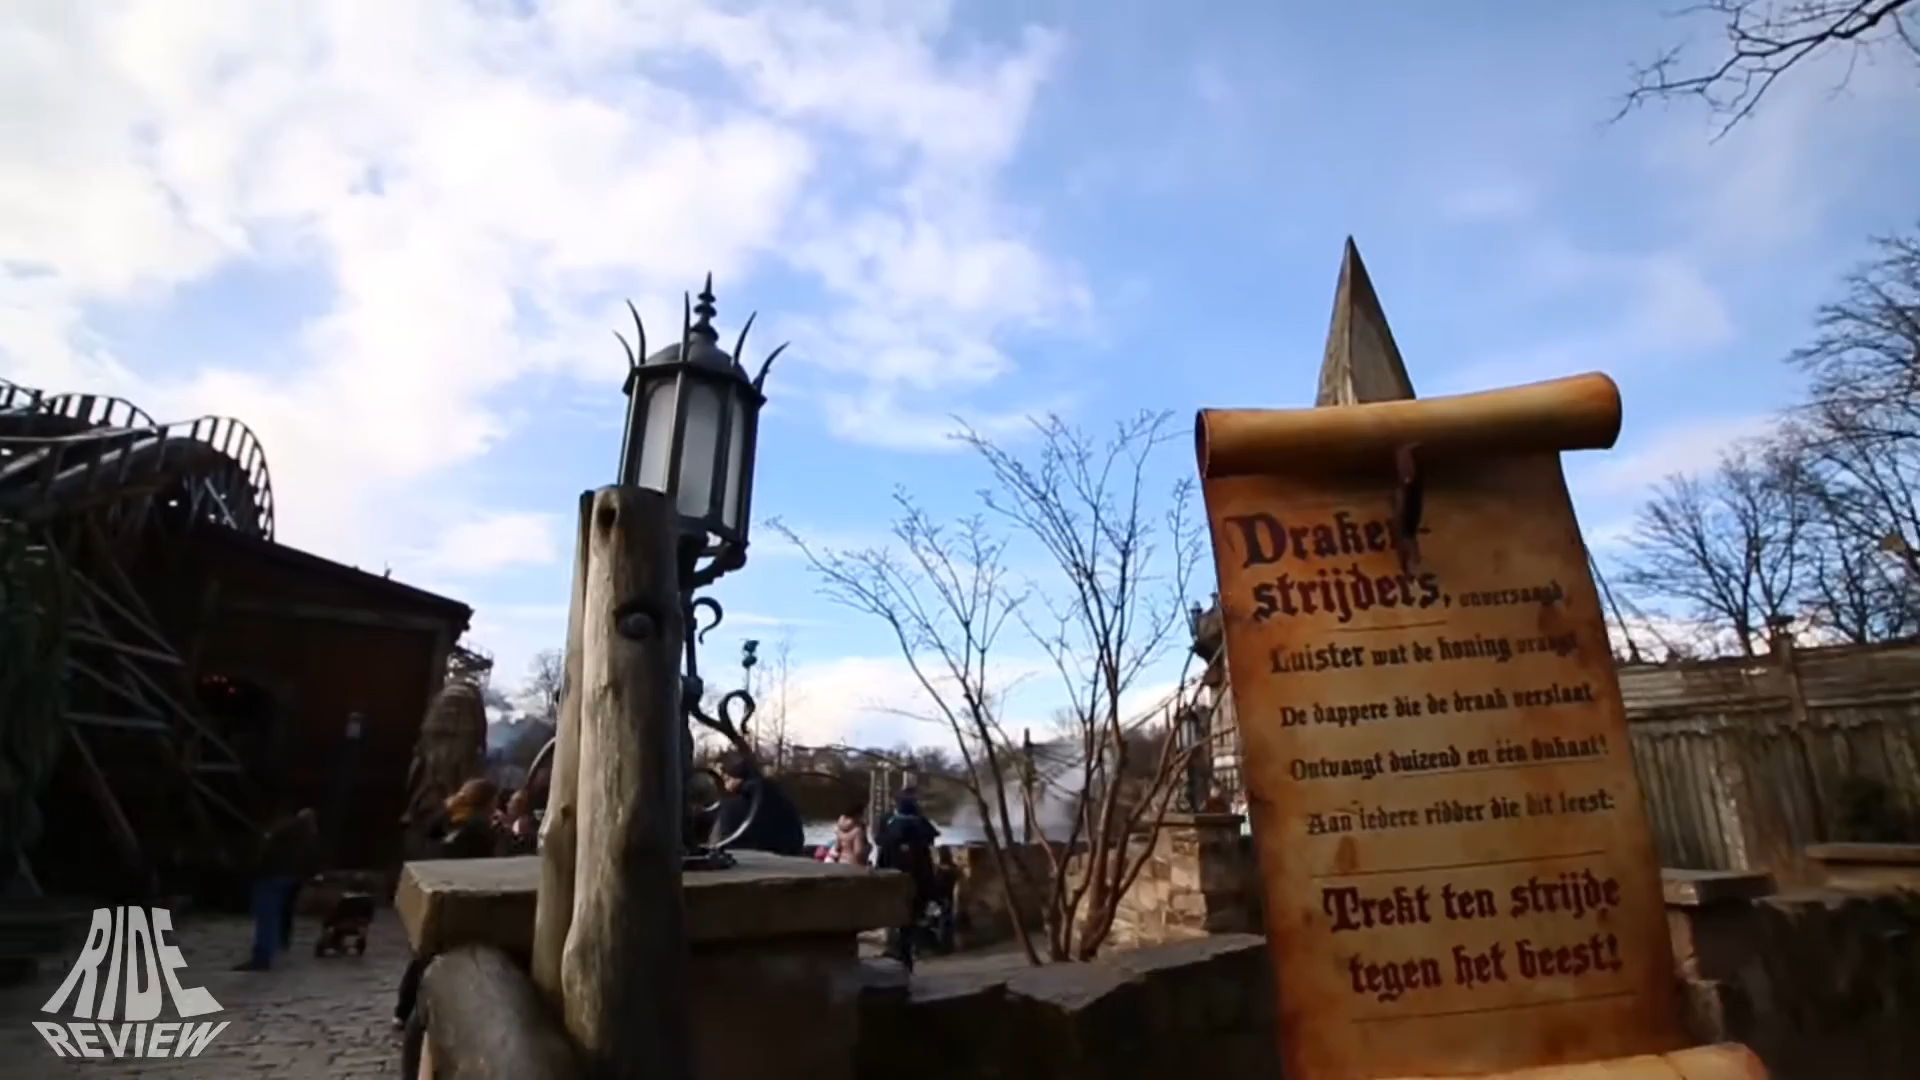 Draken-
strijders, onversaagd,
Luister wat de koning vraagt
De dappere die de draak verslaat
Ontvangt duizend en één dukaat!
Aan iedere ridder die dit leest:
Trekt ten strijde
tegen het beest!
RIDE
REVIEW